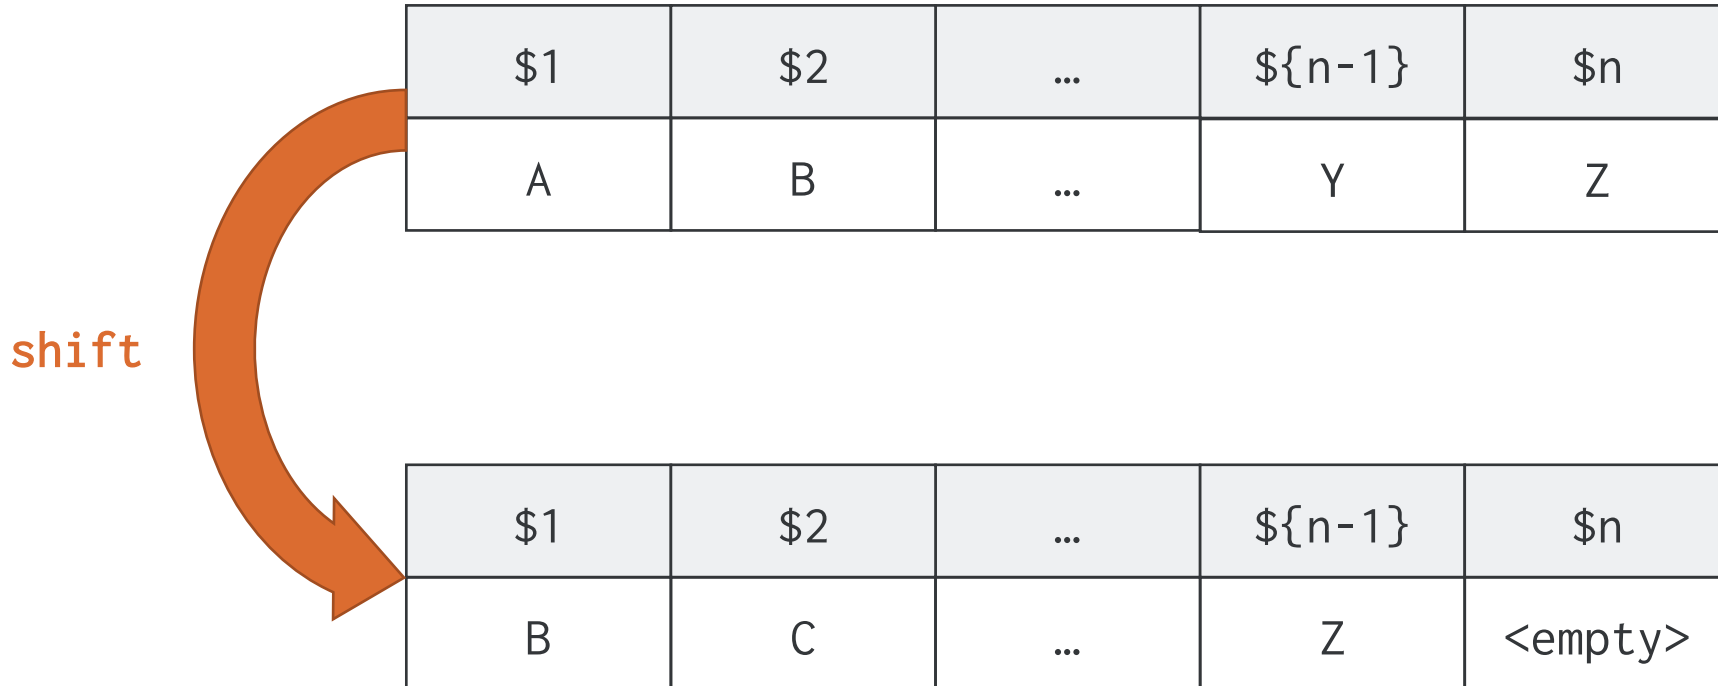 $1 $2 … ${n-1} $n
A B … Y Z
shift
$1 $2 … ${n-1} $n
B C … Z <empty>